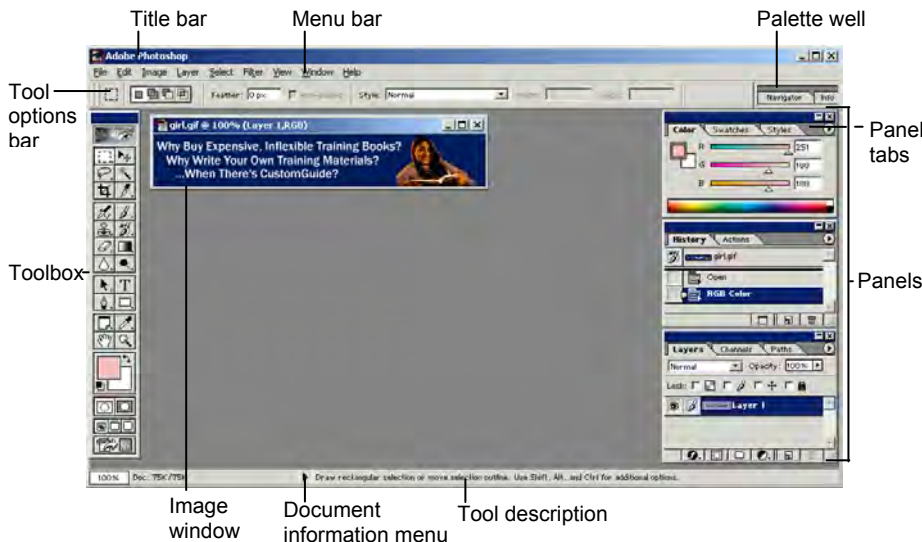 Title bar
Menu bar
Palette well
Adobe Photoshop
File Edit Image Layer Select Filter View Window Help
Tool options bar
Feather: 0 px
Style: Normal
Navigator Info
girl.gif @ 100% (Layer 1,RGB)
Why Buy Expensive, Inflexible Training Books?
Why Write Your Own Training Materials?
...When There's CustomGuide?
Color Swatches Styles
Panel tabs
R 251
G
B
History Actions
girl.gif
Open
RGB Color
Toolbox
T
Panels
Layers Channels Paths
Normal Opacity: 100%
Lock:
Layer 1
100% Doc: 75K/75K
Draw rectangular selection or move selection outline. Use Shift, Alt, and Ctrl for additional options.
Image window
Document information menu
Tool description